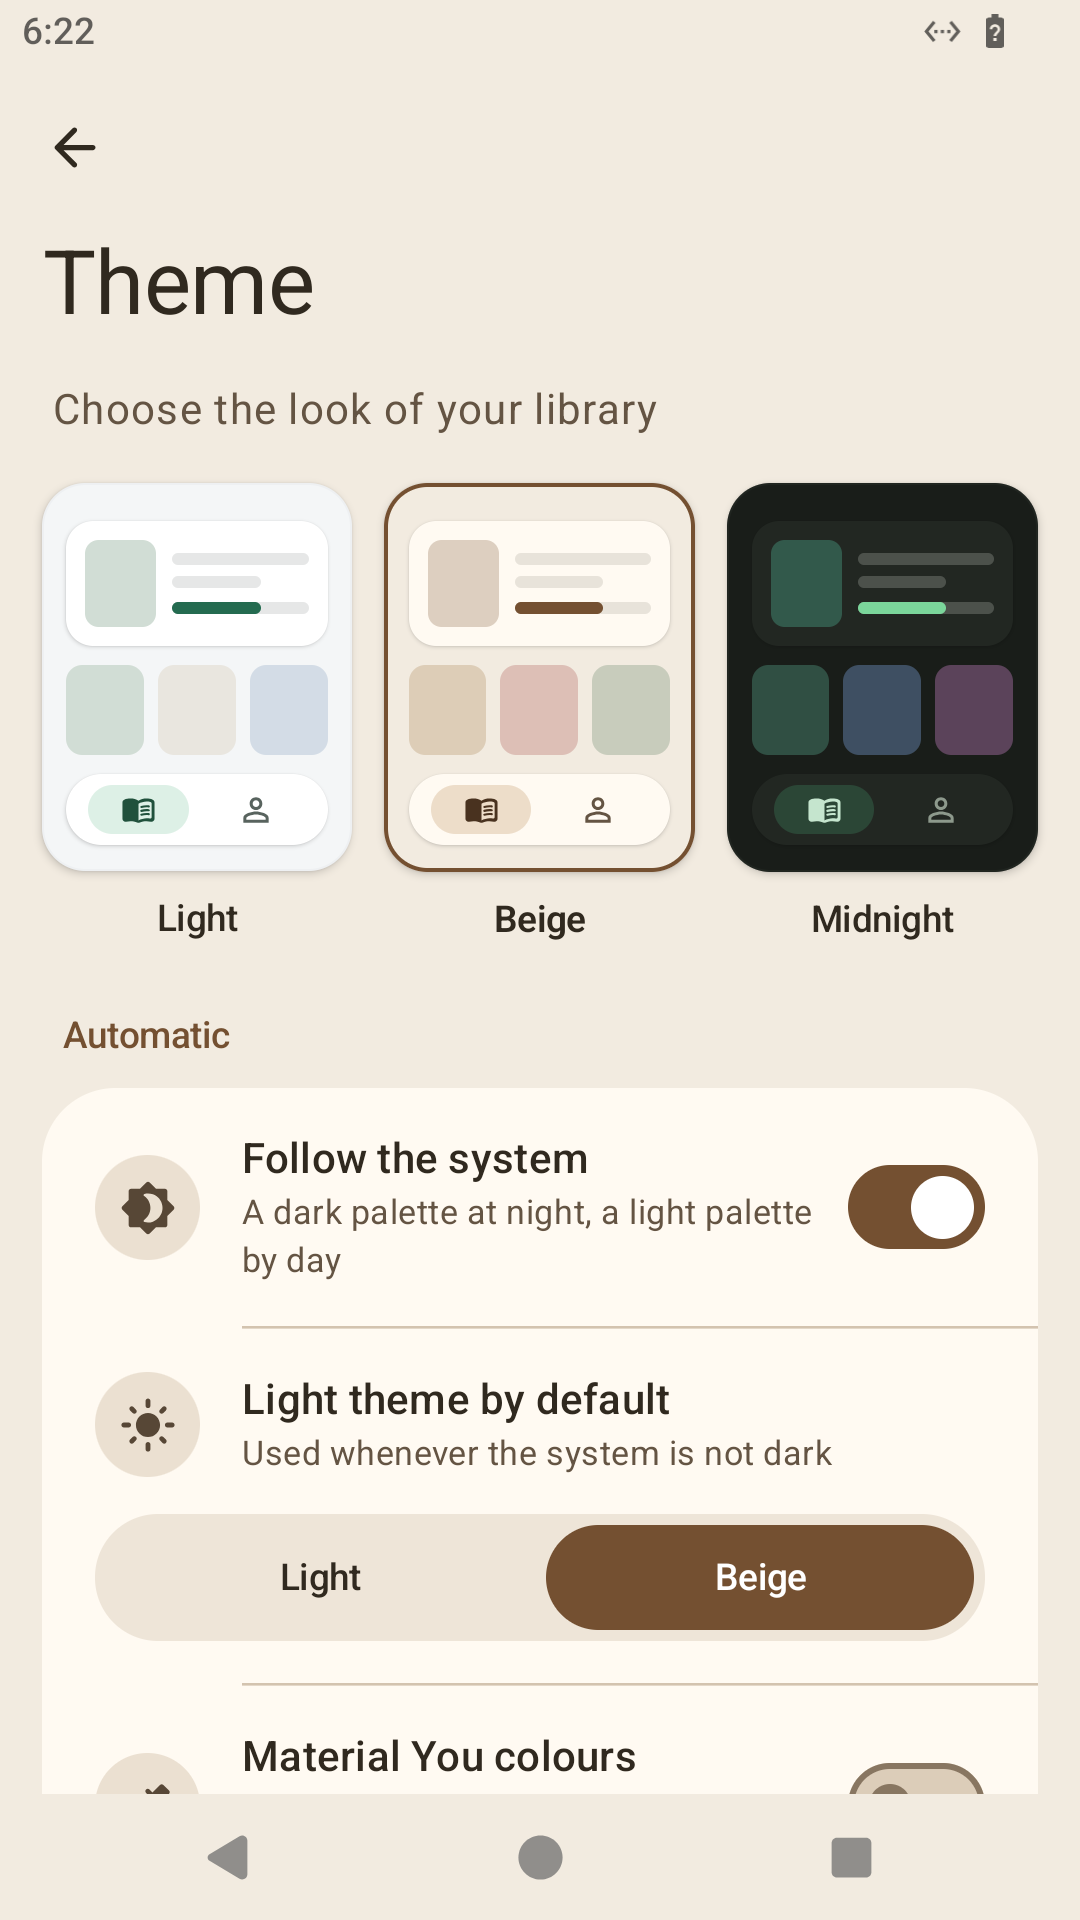 6:22
Theme
Choose the look of your library
Light
Beige
Midnight
Automatic
Follow the system
A dark palette at night, a light palette
by day
Light theme by default
Used whenever the system is not dark
Light
Beige
Material You colours